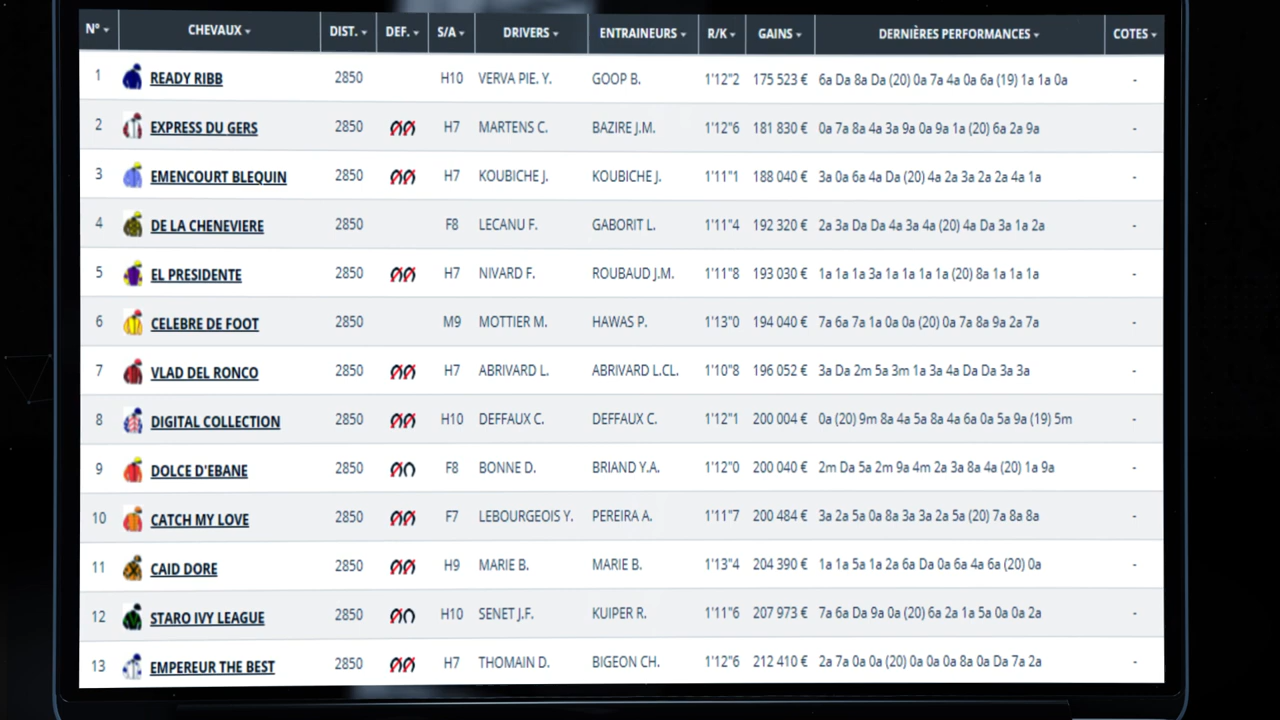 N° CHEVAUX DIST. DEF. S/A DRIVERS ENTRAINEURS R/K GAINS DERNIÈRES PERFORMANCES COTES
1 READY RIBB 2850 H10 VERVA PIE. Y. GOOP B. 1'12"2 175 523 € 6a Da 8a Da (20) 0a 7a 4a 0a 6a (19) 1a 1a 0a -
2 EXPRESS DU GERS 2850 H7 MARTENS C. BAZIRE J.M. 1'12"6 181 830 € 0a 7a 8a 4a 3a 9a 0a 9a 1a (20) 6a 2a 9a -
3 EMENCOURT BLEQUIN 2850 H7 KOUBICHE J. KOUBICHE J. 1'11"1 188 040 € 3a 0a 6a 4a Da (20) 4a 2a 3a 2a 2a 4a 1a -
4 DE LA CHENEVIERE 2850 F8 LECANU F. GABORIT L. 1'11"4 192 320 € 2a 3a Da Da 4a 3a 4a (20) 4a Da 3a 1a 2a -
5 EL PRESIDENTE 2850 H7 NIVARD F. ROUBAUD J.M. 1'11"8 193 030 € 1a 1a 1a 3a 1a 1a 1a 1a (20) 8a 1a 1a 1a -
6 CELEBRE DE FOOT 2850 M9 MOTTIER M. HAWAS P. 1'13"0 194 040 € 7a 6a 7a 1a 0a 0a (20) 0a 7a 8a 9a 2a 7a -
7 VLAD DEL RONCO 2850 H7 ABRIVARD L. ABRIVARD L.CL. 1'10"8 196 052 € 3a Da 2m 5a 3m 1a 3a 4a Da Da 3a 3a -
8 DIGITAL COLLECTION 2850 H10 DEFFAUX C. DEFFAUX C. 1'12"1 200 004 € 0a (20) 9m 8a 4a 5a 8a 4a 6a 0a 5a 9a (19) 5m -
9 DOLCE D'EBANE 2850 F8 BONNE D. BRIAND Y.A. 1'12"0 200 040 € 2m Da 5a 2m 9a 4m 2a 3a 8a 4a (20) 1a 9a -
10 CATCH MY LOVE 2850 F7 LEBOURGEOIS Y. PEREIRA A. 1'11"7 200 484 € 3a 2a 5a 0a 8a 3a 3a 2a 5a (20) 7a 8a 8a -
11 CAID DORE 2850 H9 MARIE B. MARIE B. 1'13"4 204 390 € 1a 1a 5a 1a 2a 6a Da 0a 6a 4a 6a (20) 0a -
12 STARO IVY LEAGUE 2850 H10 SENET J.F. KUIPER R. 1'11"6 207 973 € 7a 6a Da 9a 0a (20) 6a 2a 1a 5a 0a 0a 2a -
13 EMPEREUR THE BEST 2850 H7 THOMAIN D. BIGEON CH. 1'12"6 212 410 € 2a 7a 0a 0a (20) 0a 0a 0a 8a 0a Da 7a 2a -